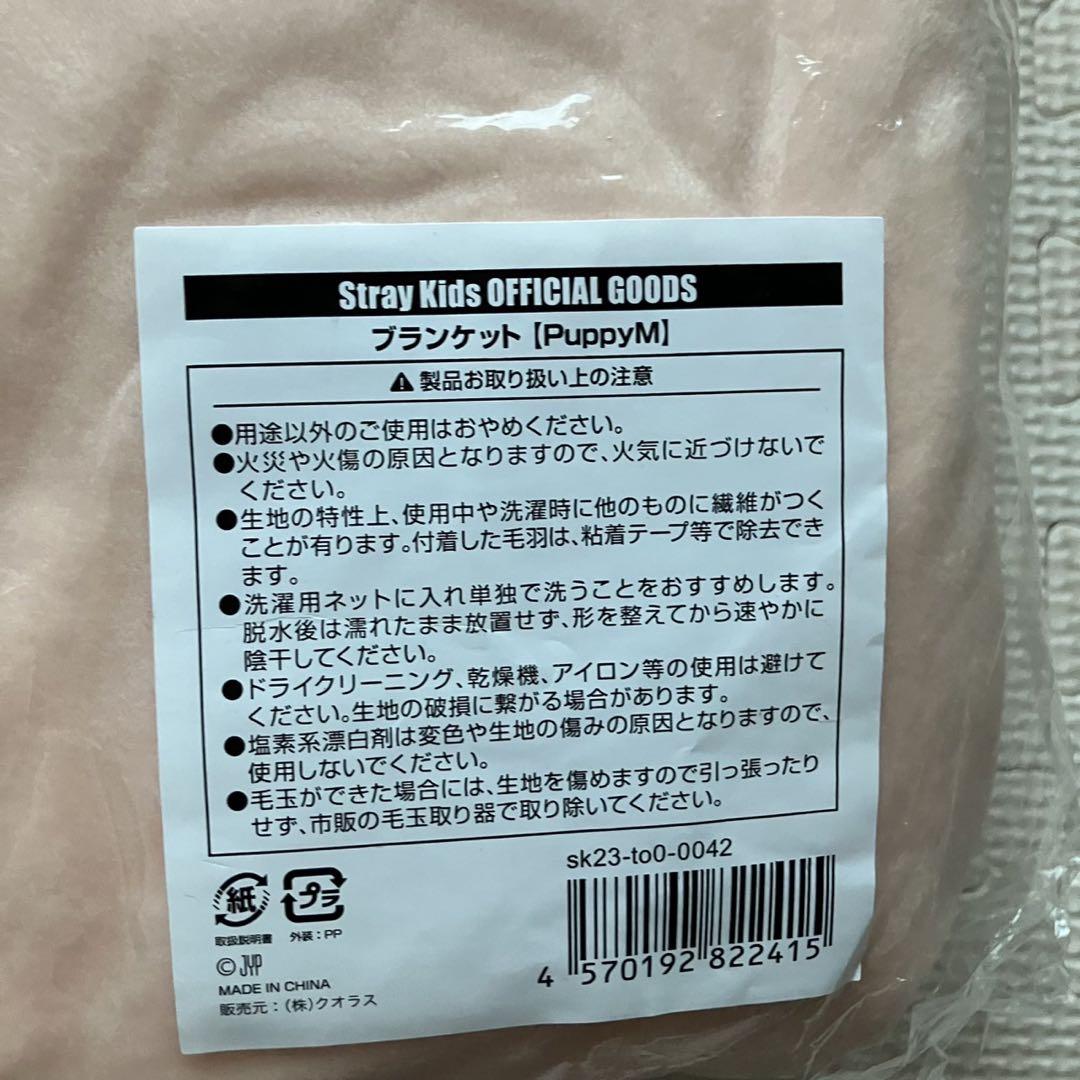 Stray Kids OFFICIAL GOODS
ブランケット【PuppyM】
⚠製品お取り扱い上の注意
●用途以外のご使用はおやめください。
●火災や火傷の原因となりますので、火気に近づけないで
ください。
●生地の特性上、使用中や洗濯時に他のものに繊維がつく
ことが有ります。付着した毛羽は、粘着テープ等で除去でき
ます。
●洗濯用ネットに入れ単独で洗うことをおすすめします。
脱水後は濡れたまま放置せず、形を整えてから速やかに
陰干してください。
●ドライクリーニング、乾燥機、アイロン等の使用は避けて
ください。生地の破損に繋がる場合があります。
●塩素系漂白剤は変色や生地の傷みの原因となりますので、
使用しないでください。
●毛玉ができた場合には、生地を傷めますので引っ張ったり
せず、市販の毛玉取り器で取り除いてください。
sk23-to0-0042
紙 プラ
取扱説明書 外装：PP
©JYP
MADE IN CHINA
販売元：（株）クオラス
4 570192 822415